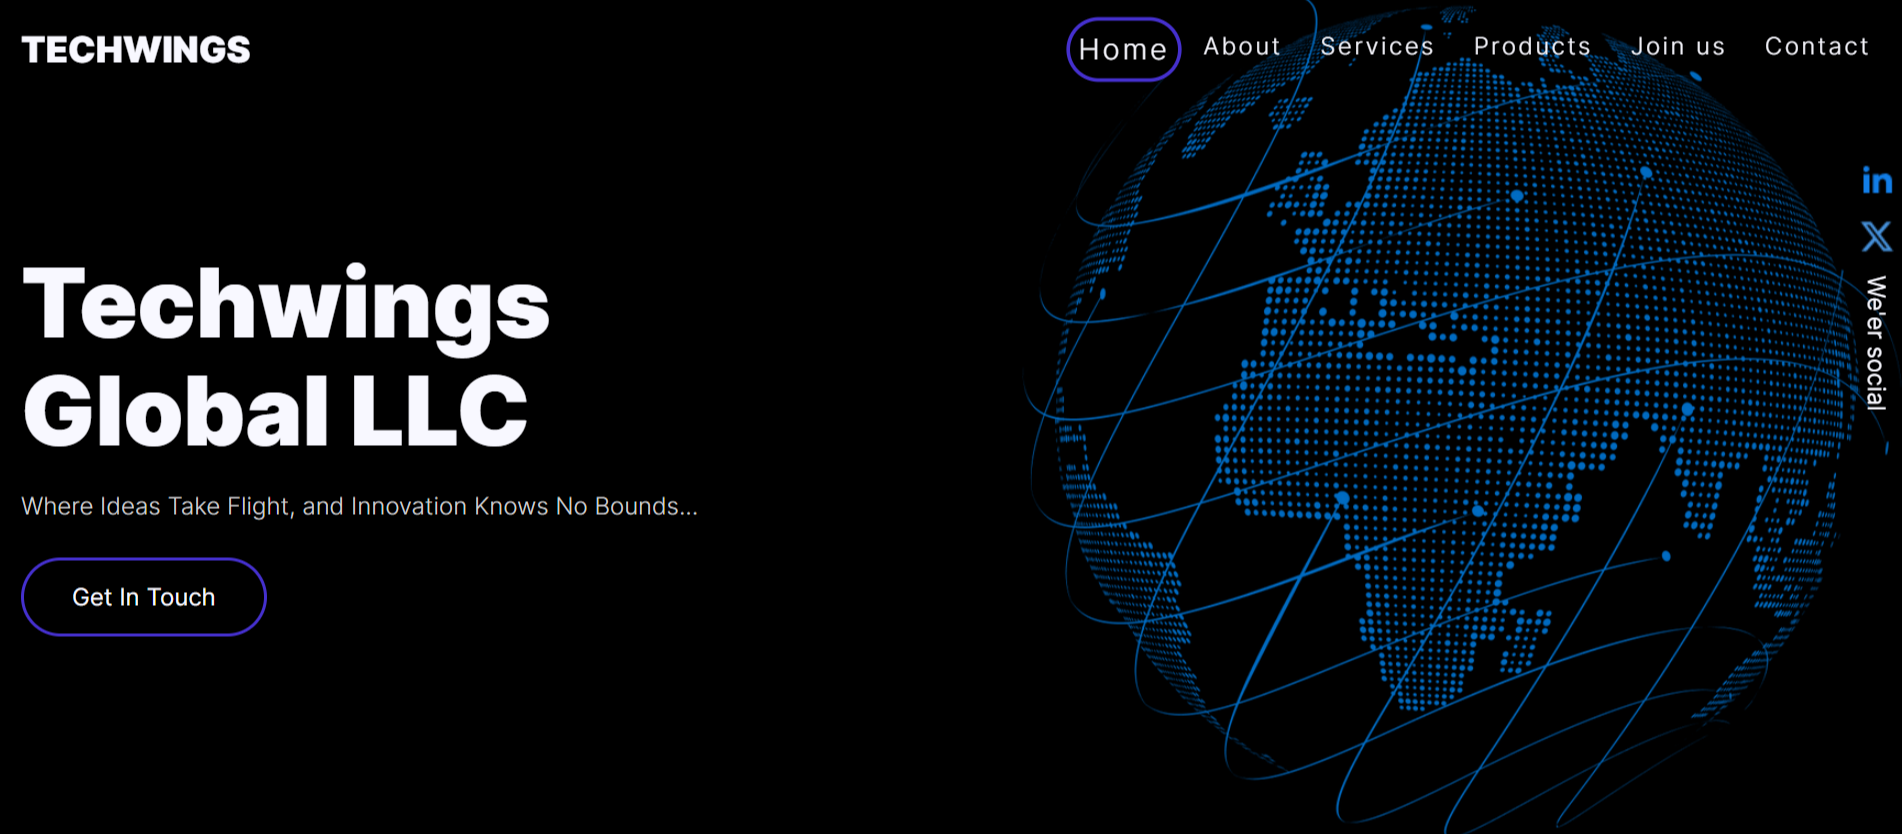 TECHWINGS
Home About Services Products Join us Contact
in
X
We'er social
Techwings
Global LLC
Where Ideas Take Flight, and Innovation Knows No Bounds...
Get In Touch